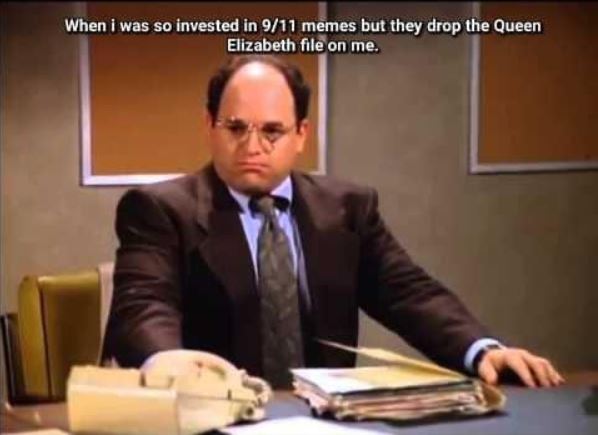 When i was so invested in 9/11 memes but they drop the Queen
Elizabeth file on me.